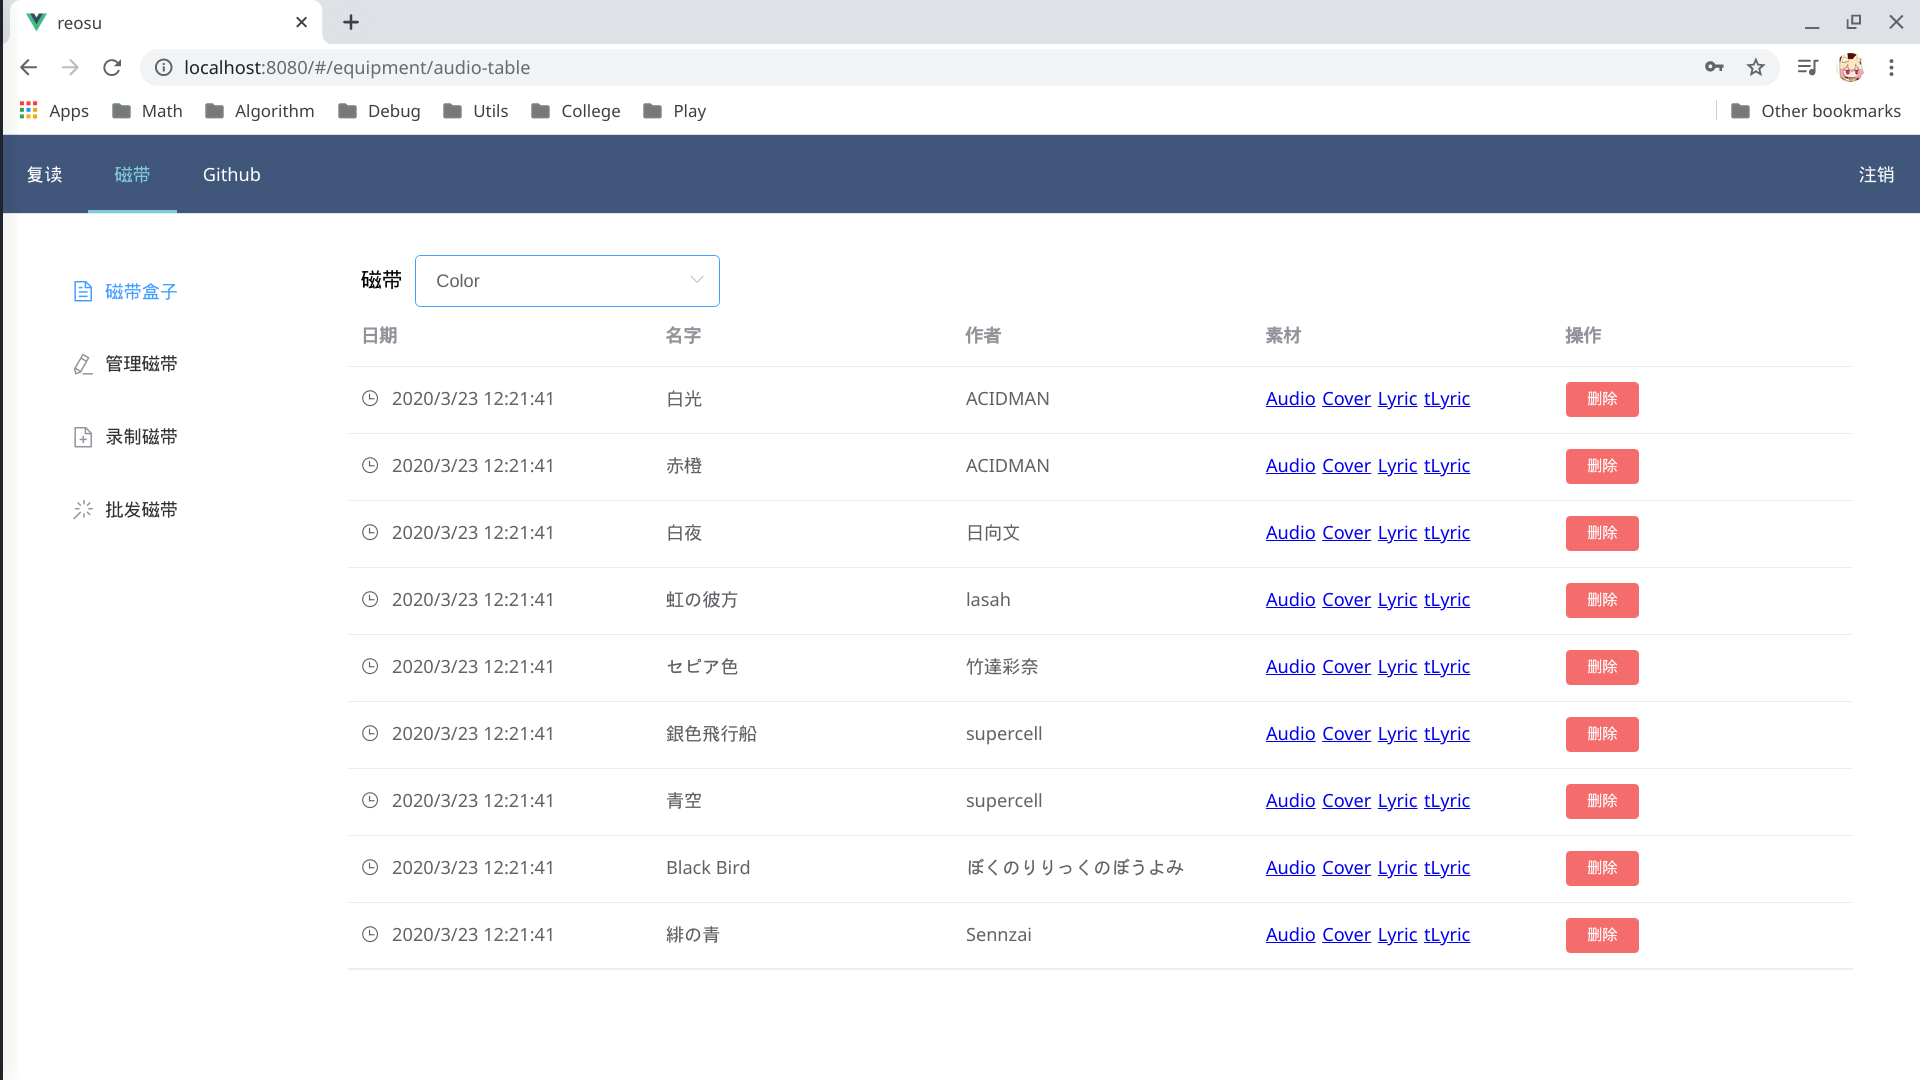 reosu
localhost:8080/#/equipment/audio-table
Apps Math Algorithm Debug Utils College Play Other bookmarks
复读 磁带 Github 注销
磁带盒子
管理磁带
录制磁带
批发磁带
磁带 Color
日期 名字 作者 素材 操作
2020/3/23 12:21:41 白光 ACIDMAN Audio Cover Lyric tLyric 删除
2020/3/23 12:21:41 赤橙 ACIDMAN Audio Cover Lyric tLyric 删除
2020/3/23 12:21:41 白夜 日向文 Audio Cover Lyric tLyric 删除
2020/3/23 12:21:41 虹の彼方 lasah Audio Cover Lyric tLyric 删除
2020/3/23 12:21:41 セピア色 竹達彩奈 Audio Cover Lyric tLyric 删除
2020/3/23 12:21:41 銀色飛行船 supercell Audio Cover Lyric tLyric 删除
2020/3/23 12:21:41 青空 supercell Audio Cover Lyric tLyric 删除
2020/3/23 12:21:41 Black Bird ぼくのりりっくのぼうよみ Audio Cover Lyric tLyric 删除
2020/3/23 12:21:41 緋の青 Sennzai Audio Cover Lyric tLyric 删除